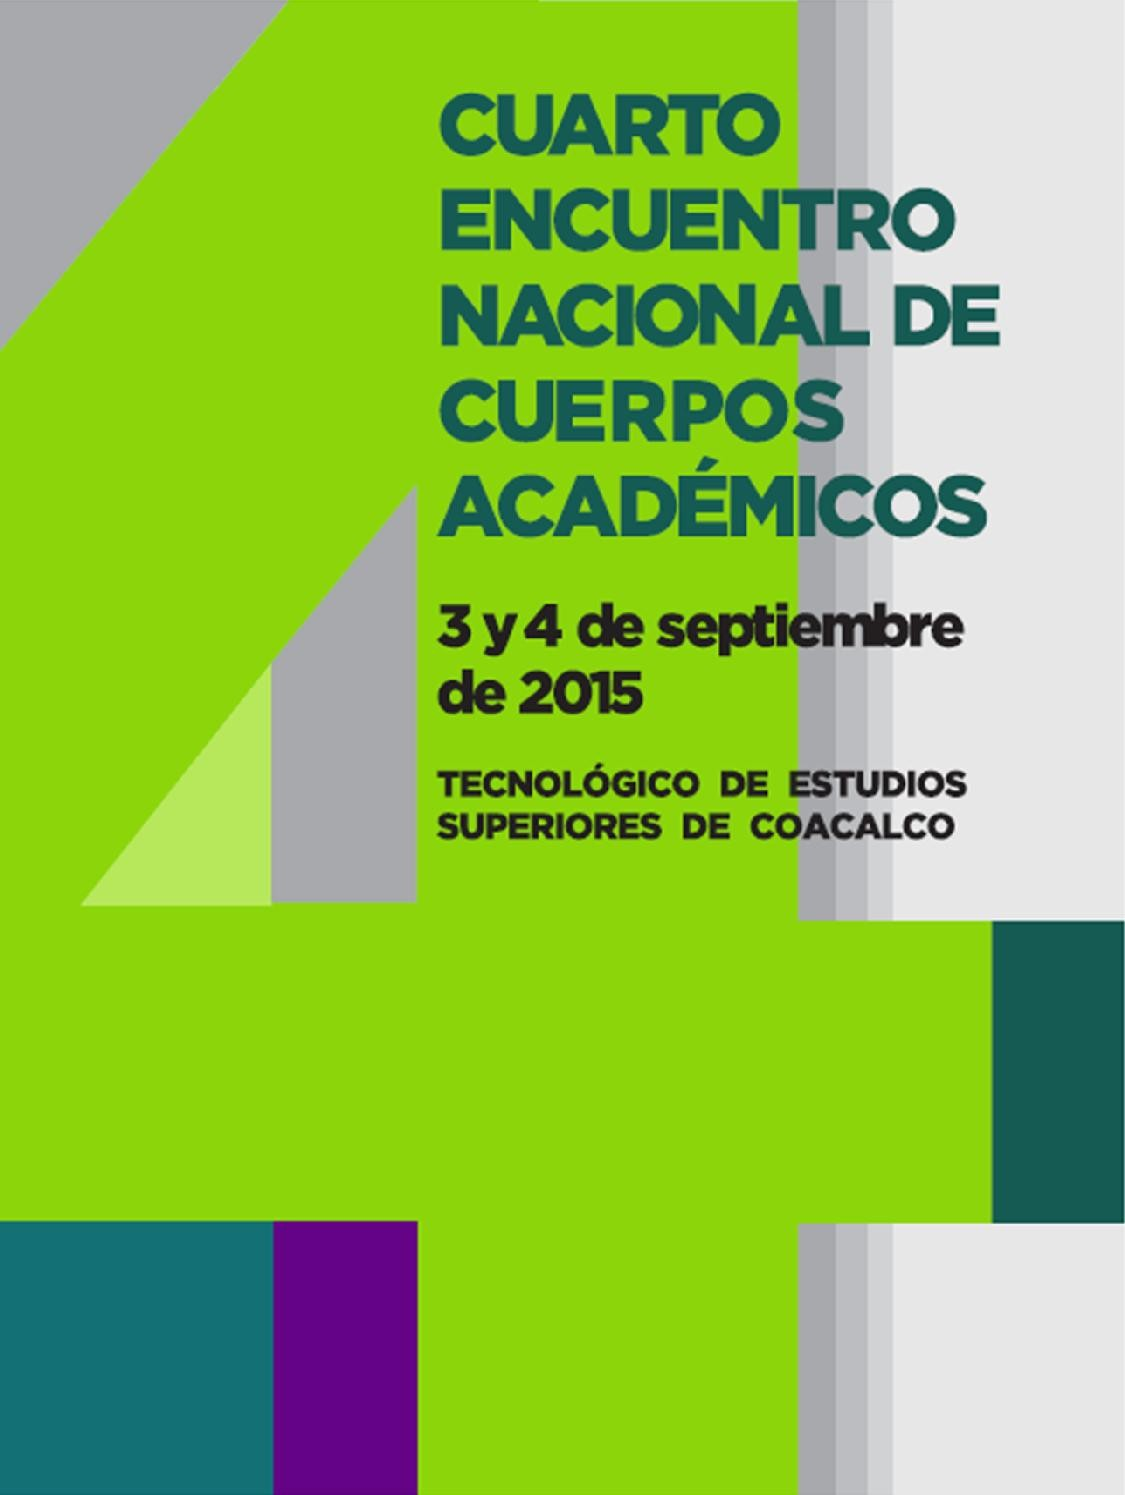 CUARTO
ENCUENTRO
NACIONAL DE
CUERPOS
ACADÉMICOS
3 y 4 de septiembre
de 2015
TECNOLÓGICO DE ESTUDIOS
SUPERIORES DE COACALCO